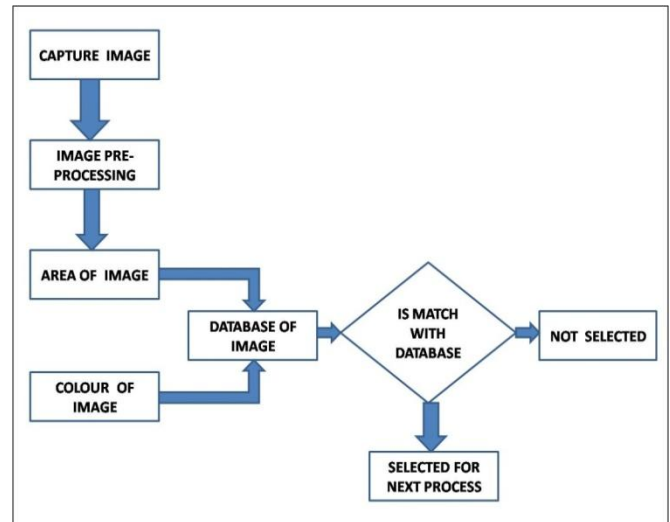 CAPTURE IMAGE
IMAGE PRE-
PROCESSING
AREA OF IMAGE
DATABASE OF
IMAGE
COLOUR OF
IMAGE
IS MATCH
WITH
DATABASE
NOT SELECTED
SELECTED FOR
NEXT PROCESS